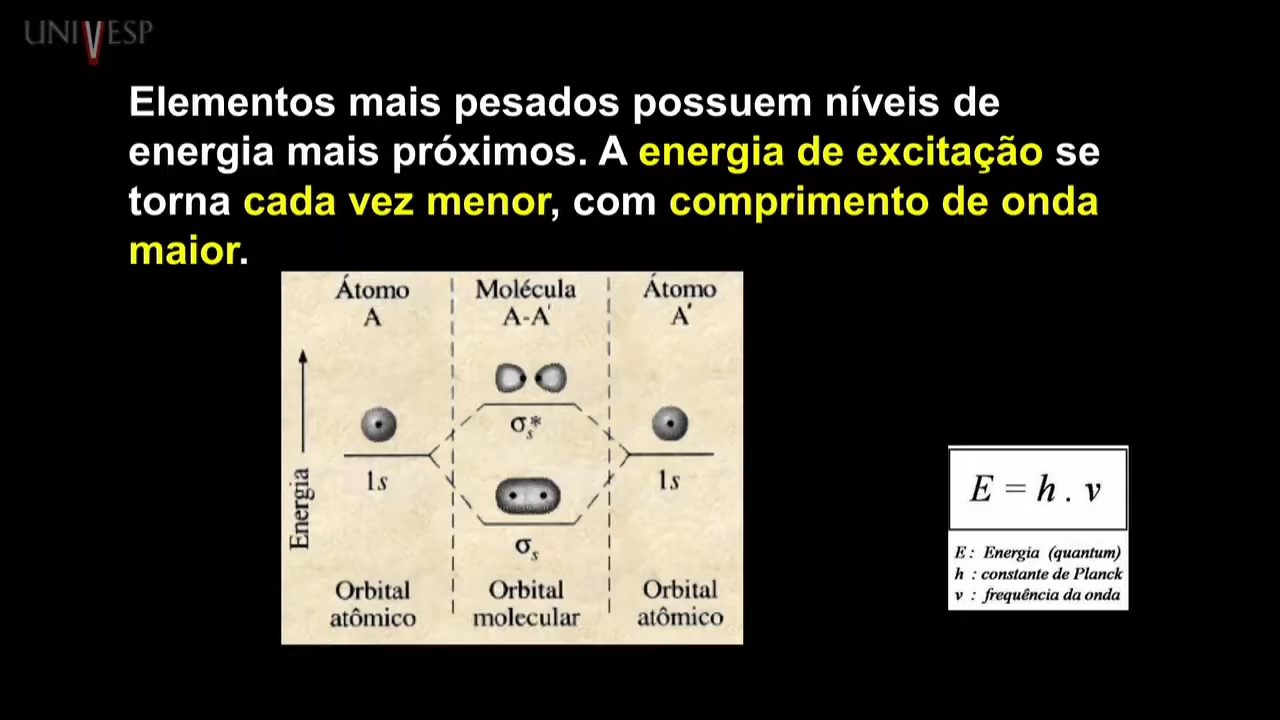 UNIVESP
Elementos mais pesados possuem níveis de
energia mais próximos. A energia de excitação se
torna cada vez menor, com comprimento de onda
maior.
Átomo Molécula Átomo
A A-A' A'
σs*
1s 1s
Energia
σs
Orbital Orbital Orbital
atômico molecular atômico
E = h . ν
E : Energia (quantum)
h : constante de Planck
ν : frequência da onda